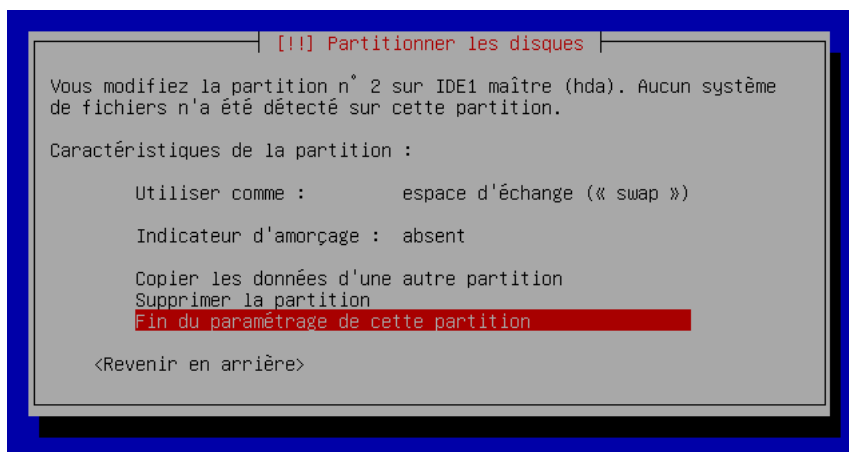 [!!] Partitionner les disques
Vous modifiez la partition n° 2 sur IDE1 maître (hda). Aucun système
de fichiers n'a été détecté sur cette partition.
Caractéristiques de la partition :
Utiliser comme : espace d'échange (« swap »)
Indicateur d'amorçage : absent
Copier les données d'une autre partition
Supprimer la partition
Fin du paramétrage de cette partition
<Revenir en arrière>